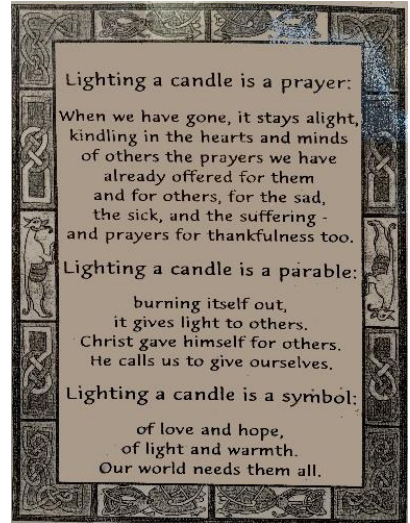 Lighting a candle is a prayer:
When we have gone, it stays alight,
kindling in the hearts and minds
of others the prayers we have
already offered for them
and for others, for the sad,
the sick, and the suffering -
and prayers for thankfulness too.
Lighting a candle is a parable:
burning itself out,
it gives light to others.
Christ gave himself for others.
He calls us to give ourselves.
Lighting a candle is a symbol:
of love and hope,
of light and warmth.
Our world needs them all.